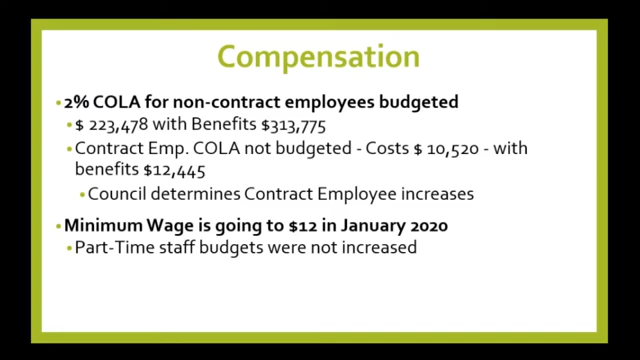 Compensation
•2% COLA for non-contract employees budgeted
•$ 223,478 with Benefits $313,775
•Contract Emp. COLA not budgeted - Costs $ 10,520 - with
benefits $12,445
•Council determines Contract Employee increases
•Minimum Wage is going to $12 in January 2020
•Part-Time staff budgets were not increased